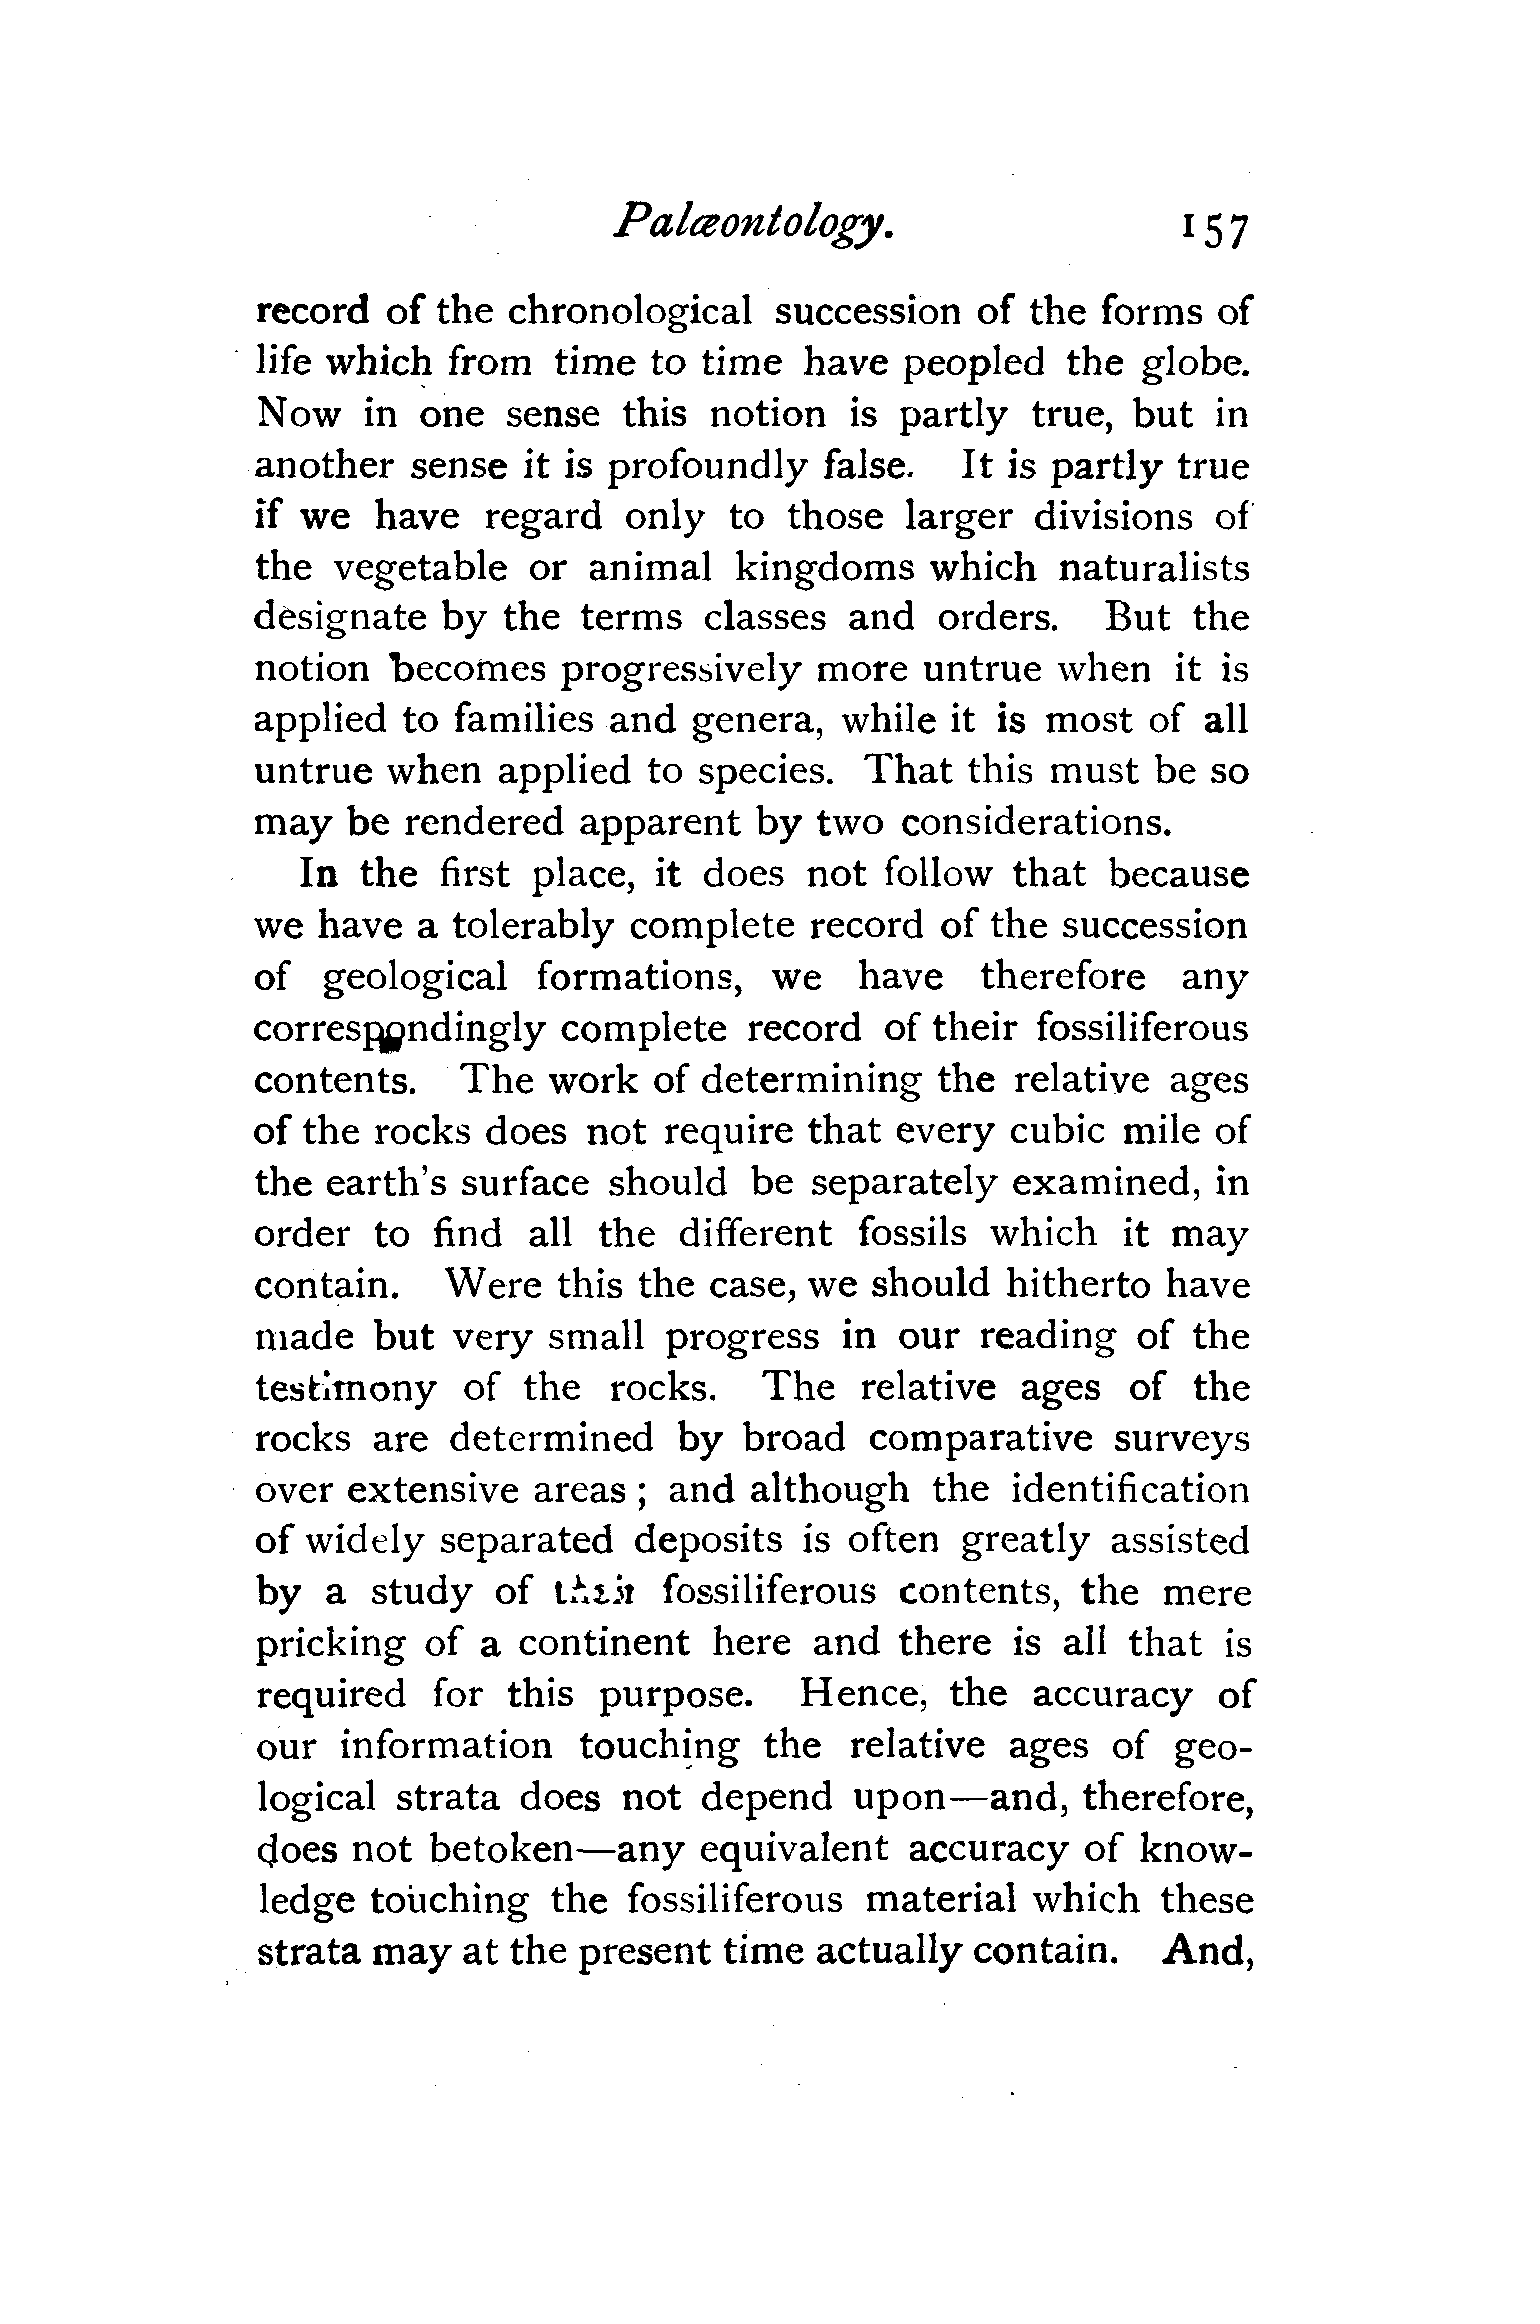 Palæontology. 157
record of the chronological succession of the forms of
life which from time to time have peopled the globe.
Now in one sense this notion is partly true, but in
another sense it is profoundly false. It is partly true
if we have regard only to those larger divisions of
the vegetable or animal kingdoms which naturalists
designate by the terms classes and orders. But the
notion becomes progressively more untrue when it is
applied to families and genera, while it is most of all
untrue when applied to species. That this must be so
may be rendered apparent by two considerations.
In the first place, it does not follow that because
we have a tolerably complete record of the succession
of geological formations, we have therefore any
correspondingly complete record of their fossiliferous
contents. The work of determining the relative ages
of the rocks does not require that every cubic mile of
the earth's surface should be separately examined, in
order to find all the different fossils which it may
contain. Were this the case, we should hitherto have
made but very small progress in our reading of the
testimony of the rocks. The relative ages of the
rocks are determined by broad comparative surveys
over extensive areas ; and although the identification
of widely separated deposits is often greatly assisted
by a study of their fossiliferous contents, the mere
pricking of a continent here and there is all that is
required for this purpose. Hence, the accuracy of
our information touching the relative ages of geo-
logical strata does not depend upon—and, therefore,
does not betoken—any equivalent accuracy of know-
ledge touching the fossiliferous material which these
strata may at the present time actually contain. And,